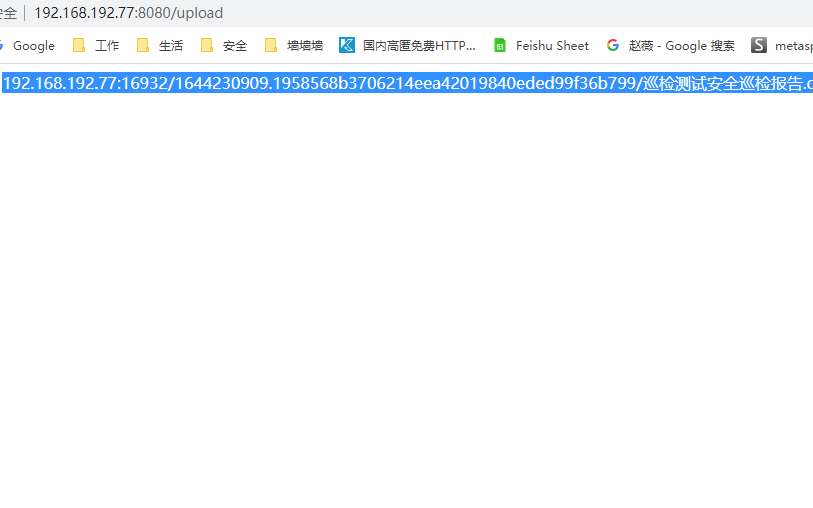 安全 192.168.192.77:8080/upload
Google 工作 生活 安全 墙墙墙 国内高匿免费HTTP... Feishu Sheet 赵薇 - Google 搜索 metasp
192.168.192.77:16932/1644230909.1958568b3706214eea42019840eded99f36b799/巡检测试安全巡检报告.